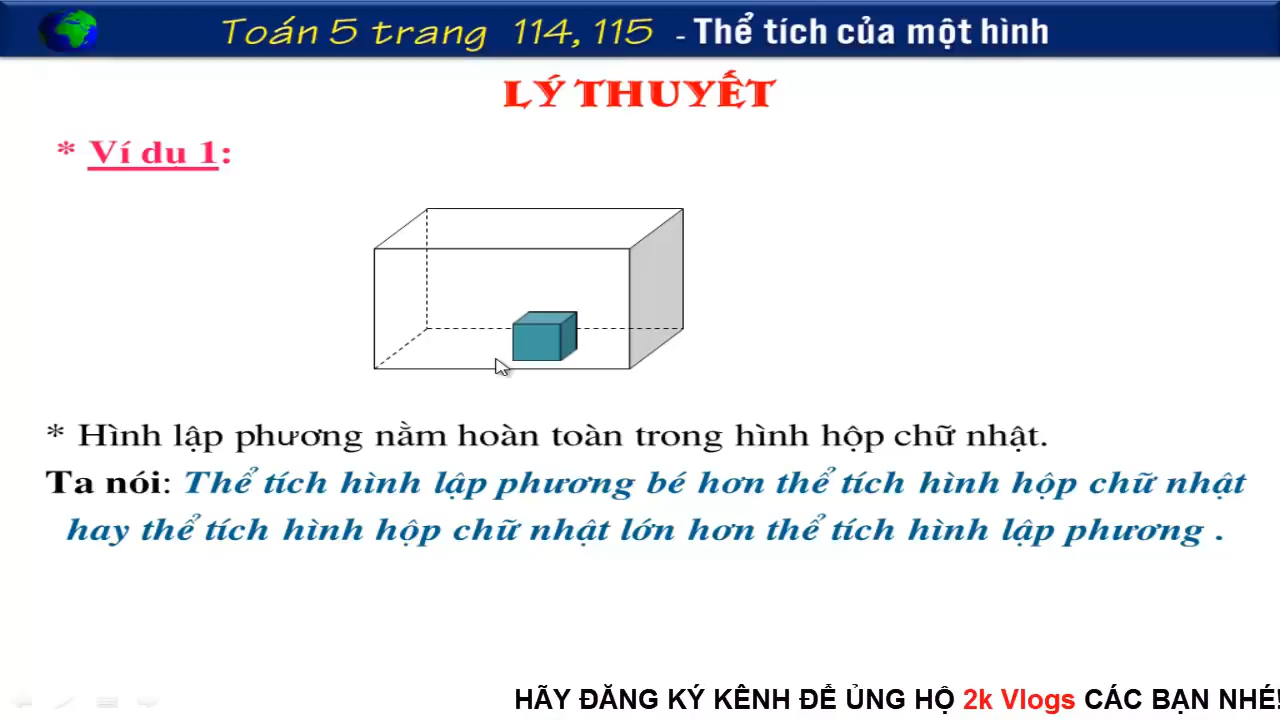 Toán 5 trang 114, 115 - Thể tích của một hình
LÝ THUYẾT
* Ví dụ 1:
* Hình lập phương nằm hoàn toàn trong hình hộp chữ nhật.
Ta nói: Thể tích hình lập phương bé hơn thể tích hình hộp chữ nhật
hay thể tích hình hộp chữ nhật lớn hơn thể tích hình lập phương .
HÃY ĐĂNG KÝ KÊNH ĐỂ ỦNG HỘ 2k Vlogs CÁC BẠN NHÉ!